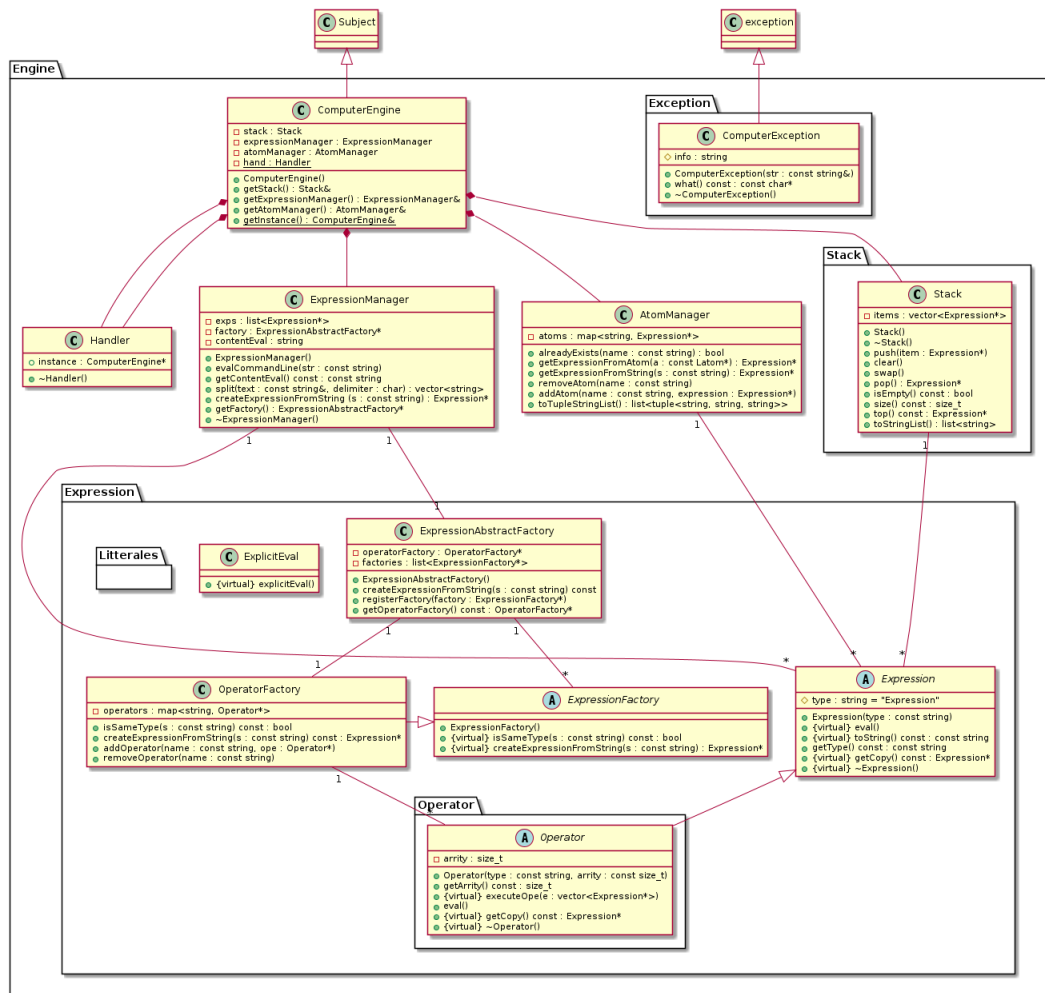 C Subject
C exception
Engine
C ComputerEngine
stack : Stack
expressionManager : ExpressionManager
atomManager : AtomManager
hand : Handler
ComputerEngine()
getStack() : Stack&
getExpressionManager() : ExpressionManager&
getAtomManager() : AtomManager&
getInstance() : ComputerEngine&
Exception
C ComputerException
info : string
ComputerException(str : const string&)
what() const : const char*
~ComputerException()
Stack
C Stack
items : vector<Expression*>
Stack()
~Stack()
push(item : Expression*)
clear()
swap()
pop() : Expression*
isEmpty() const : bool
size() const : size_t
top() const : Expression*
toStringList() : list<string>
C Handler
instance : ComputerEngine*
~Handler()
C ExpressionManager
exps : list<Expression*>
factory : ExpressionAbstractFactory*
contentEval : string
ExpressionManager()
evalCommandLine(str : const string)
getContentEval() const : const string
split(text : const string&, delimiter : char) : vector<string>
createExpressionFromString (s : const string) : Expression*
getFactory() : ExpressionAbstractFactory*
~ExpressionManager()
C AtomManager
atoms : map<string, Expression*>
alreadyExists(name : const string) : bool
getExpressionFromAtom(a : const Latom*) : Expression*
getExpressionFromString(s : const string) : Expression*
removeAtom(name : const string)
addAtom(name : const string, expression : Expression*)
toTupleStringList() : list<tuple<string, string, string>>
1
1
1
1
Expression
1
C ExpressionAbstractFactory
operatorFactory : OperatorFactory*
factories : list<ExpressionFactory*>
ExpressionAbstractFactory()
createExpressionFromString(s : const string) const
registerFactory(factory : ExpressionFactory*)
getOperatorFactory() const : OperatorFactory*
Litterales
C ExplicitEval
{virtual} explicitEval()
1
1
1
*
*
*
*
C OperatorFactory
operators : map<string, Operator*>
isSameType(s : const string) const : bool
createExpressionFromString(s : const string) const : Expression*
addOperator(name : const string, ope : Operator*)
removeOperator(name : const string)
A ExpressionFactory
ExpressionFactory()
{virtual} isSameType(s : const string) const : bool
{virtual} createExpressionFromString(s : const string) : Expression*
A Expression
type : string = "Expression"
Expression(type : const string)
{virtual} eval()
{virtual} toString() const : const string
getType() const : const string
{virtual} getCopy() const : Expression*
{virtual} ~Expression()
1
Operator
*
A Operator
arrity : size_t
Operator(type : const string, arrity : const size_t)
getArrity() const : size_t
{virtual} executeOpe(e : vector<Expression*>)
eval()
{virtual} getCopy() const : Expression*
{virtual} ~Operator()